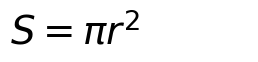 S = πr²